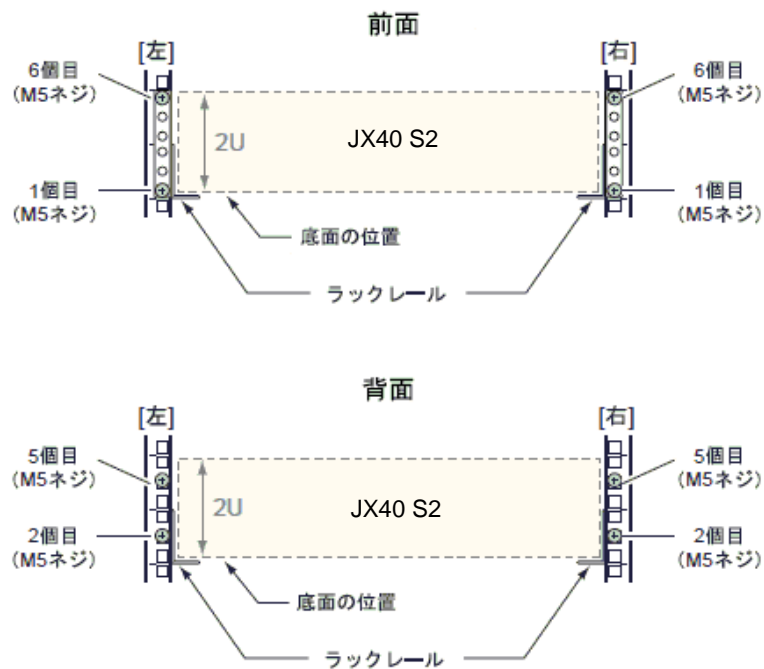 前面
[左]
[右]
6個目
(M5ネジ)
6個目
(M5ネジ)
2U
JX40 S2
1個目
(M5ネジ)
1個目
(M5ネジ)
底面の位置
ラックレール
背面
[左]
[右]
5個目
(M5ネジ)
5個目
(M5ネジ)
2U
JX40 S2
2個目
(M5ネジ)
2個目
(M5ネジ)
底面の位置
ラックレール